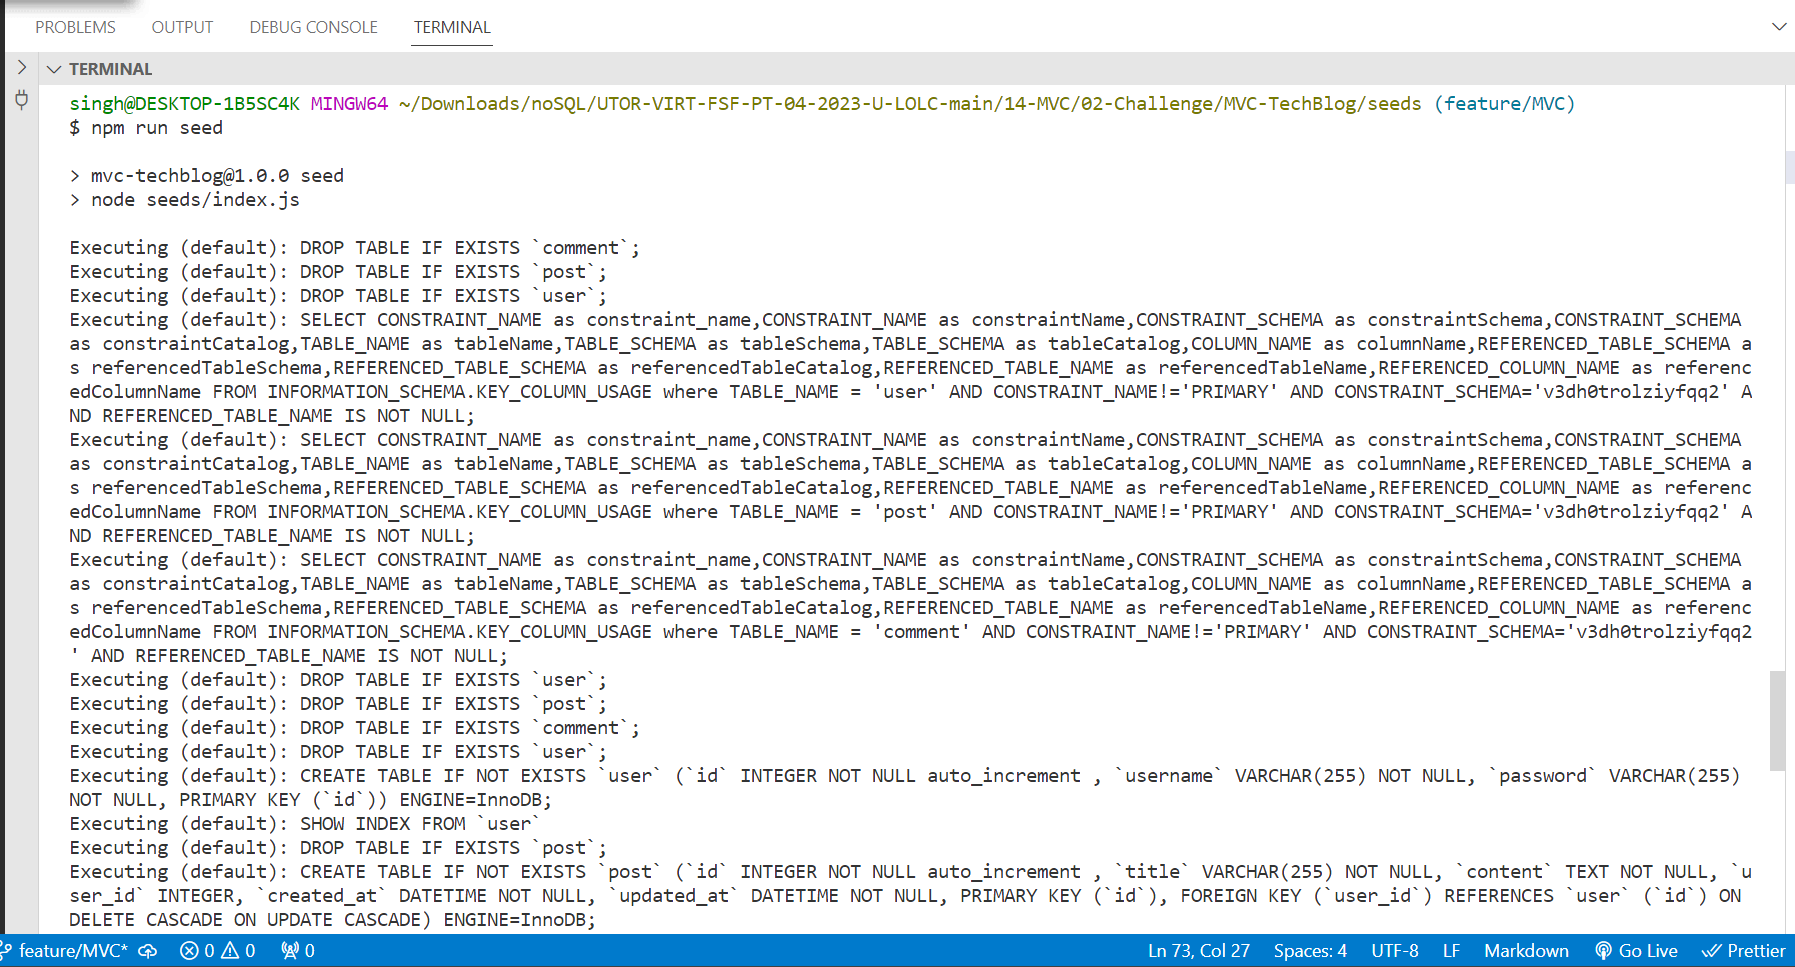 PROBLEMS OUTPUT DEBUG CONSOLE TERMINAL
TERMINAL
singh@DESKTOP-1B5SC4K MINGW64 ~/Downloads/noSQL/UTOR-VIRT-FSF-PT-04-2023-U-LOLC-main/14-MVC/02-Challenge/MVC-TechBlog/seeds (feature/MVC)
$ npm run seed
> mvc-techblog@1.0.0 seed
> node seeds/index.js
Executing (default): DROP TABLE IF EXISTS `comment`;
Executing (default): DROP TABLE IF EXISTS `post`;
Executing (default): DROP TABLE IF EXISTS `user`;
Executing (default): SELECT CONSTRAINT_NAME as constraint_name,CONSTRAINT_NAME as constraintName,CONSTRAINT_SCHEMA as constraintSchema,CONSTRAINT_SCHEMA
as constraintCatalog,TABLE_NAME as tableName,TABLE_SCHEMA as tableSchema,TABLE_SCHEMA as tableCatalog,COLUMN_NAME as columnName,REFERENCED_TABLE_SCHEMA a
s referencedTableSchema,REFERENCED_TABLE_SCHEMA as referencedTableCatalog,REFERENCED_TABLE_NAME as referencedTableName,REFERENCED_COLUMN_NAME as referenc
edColumnName FROM INFORMATION_SCHEMA.KEY_COLUMN_USAGE where TABLE_NAME = 'user' AND CONSTRAINT_NAME!='PRIMARY' AND CONSTRAINT_SCHEMA='v3dh0trolziyfqq2' A
ND REFERENCED_TABLE_NAME IS NOT NULL;
Executing (default): SELECT CONSTRAINT_NAME as constraint_name,CONSTRAINT_NAME as constraintName,CONSTRAINT_SCHEMA as constraintSchema,CONSTRAINT_SCHEMA
as constraintCatalog,TABLE_NAME as tableName,TABLE_SCHEMA as tableSchema,TABLE_SCHEMA as tableCatalog,COLUMN_NAME as columnName,REFERENCED_TABLE_SCHEMA a
s referencedTableSchema,REFERENCED_TABLE_SCHEMA as referencedTableCatalog,REFERENCED_TABLE_NAME as referencedTableName,REFERENCED_COLUMN_NAME as referenc
edColumnName FROM INFORMATION_SCHEMA.KEY_COLUMN_USAGE where TABLE_NAME = 'post' AND CONSTRAINT_NAME!='PRIMARY' AND CONSTRAINT_SCHEMA='v3dh0trolziyfqq2' A
ND REFERENCED_TABLE_NAME IS NOT NULL;
Executing (default): SELECT CONSTRAINT_NAME as constraint_name,CONSTRAINT_NAME as constraintName,CONSTRAINT_SCHEMA as constraintSchema,CONSTRAINT_SCHEMA
as constraintCatalog,TABLE_NAME as tableName,TABLE_SCHEMA as tableSchema,TABLE_SCHEMA as tableCatalog,COLUMN_NAME as columnName,REFERENCED_TABLE_SCHEMA a
s referencedTableSchema,REFERENCED_TABLE_SCHEMA as referencedTableCatalog,REFERENCED_TABLE_NAME as referencedTableName,REFERENCED_COLUMN_NAME as referenc
edColumnName FROM INFORMATION_SCHEMA.KEY_COLUMN_USAGE where TABLE_NAME = 'comment' AND CONSTRAINT_NAME!='PRIMARY' AND CONSTRAINT_SCHEMA='v3dh0trolziyfqq2
' AND REFERENCED_TABLE_NAME IS NOT NULL;
Executing (default): DROP TABLE IF EXISTS `user`;
Executing (default): DROP TABLE IF EXISTS `post`;
Executing (default): DROP TABLE IF EXISTS `comment`;
Executing (default): DROP TABLE IF EXISTS `user`;
Executing (default): CREATE TABLE IF NOT EXISTS `user` (`id` INTEGER NOT NULL auto_increment , `username` VARCHAR(255) NOT NULL, `password` VARCHAR(255)
NOT NULL, PRIMARY KEY (`id`)) ENGINE=InnoDB;
Executing (default): SHOW INDEX FROM `user`
Executing (default): DROP TABLE IF EXISTS `post`;
Executing (default): CREATE TABLE IF NOT EXISTS `post` (`id` INTEGER NOT NULL auto_increment , `title` VARCHAR(255) NOT NULL, `content` TEXT NOT NULL, `u
ser_id` INTEGER, `created_at` DATETIME NOT NULL, `updated_at` DATETIME NOT NULL, PRIMARY KEY (`id`), FOREIGN KEY (`user_id`) REFERENCES `user` (`id`) ON
DELETE CASCADE ON UPDATE CASCADE) ENGINE=InnoDB;
feature/MVC* 0 0 0 Ln 73, Col 27 Spaces: 4 UTF-8 LF Markdown Go Live Prettier